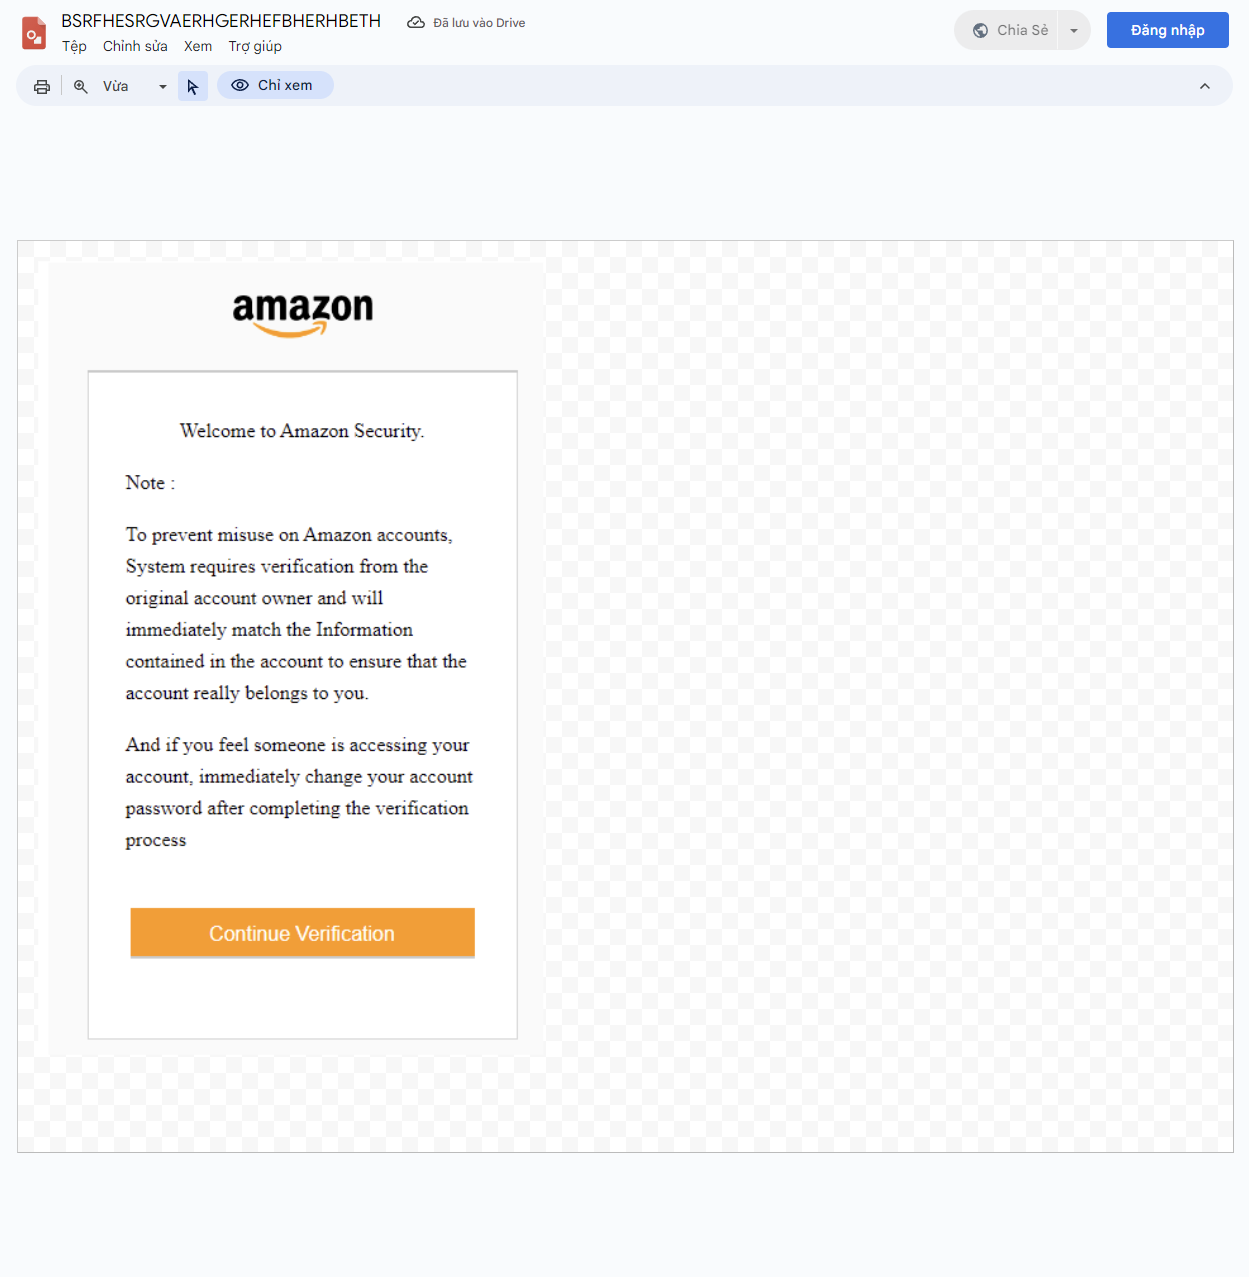 BSRFHESRGVAERHGERHEFBHERHBETH
Đã lưu vào Drive
Tệp Chỉnh sửa Xem Trợ giúp
Chia Sẻ
Đăng nhập
Vừa
Chỉ xem
amazon
Welcome to Amazon Security.
Note :
To prevent misuse on Amazon accounts,
System requires verification from the
original account owner and will
immediately match the Information
contained in the account to ensure that the
account really belongs to you.
And if you feel someone is accessing your
account, immediately change your account
password after completing the verification
process
Continue Verification